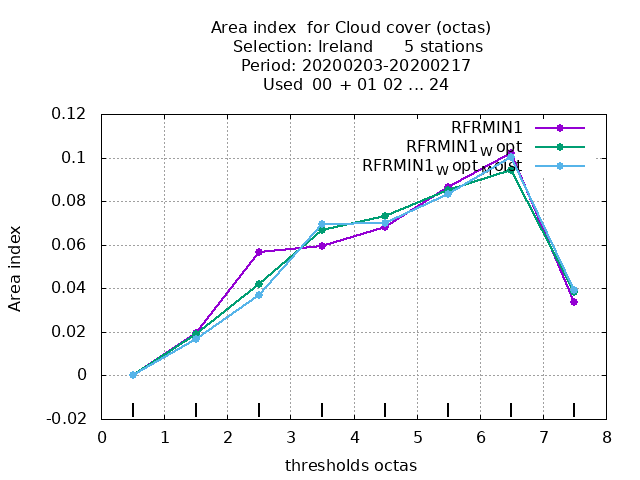 Area index  for Cloud cover (octas)
Selection: Ireland      5 stations
Period: 20200203-20200217
Used  00  + 01 02 ... 24
0.12
0.1
0.08
0.06
0.04
0.02
0
-0.02
Area index
RFRMIN1
RFRMIN1W opt
RFRMIN1W opt
0 1 2 3 4 5 6 7 8
thresholds octas